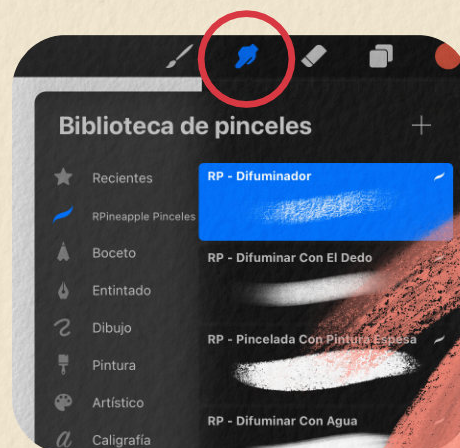 Biblioteca de pinceles
Recientes
RPineapple Pinceles
Boceto
Entintado
Dibujo
Pintura
Artístico
Caligrafía
RP - Difuminador
RP - Difuminar Con El Dedo
RP - Pincelada Con Pintura Espesa
RP - Difuminar Con Agua